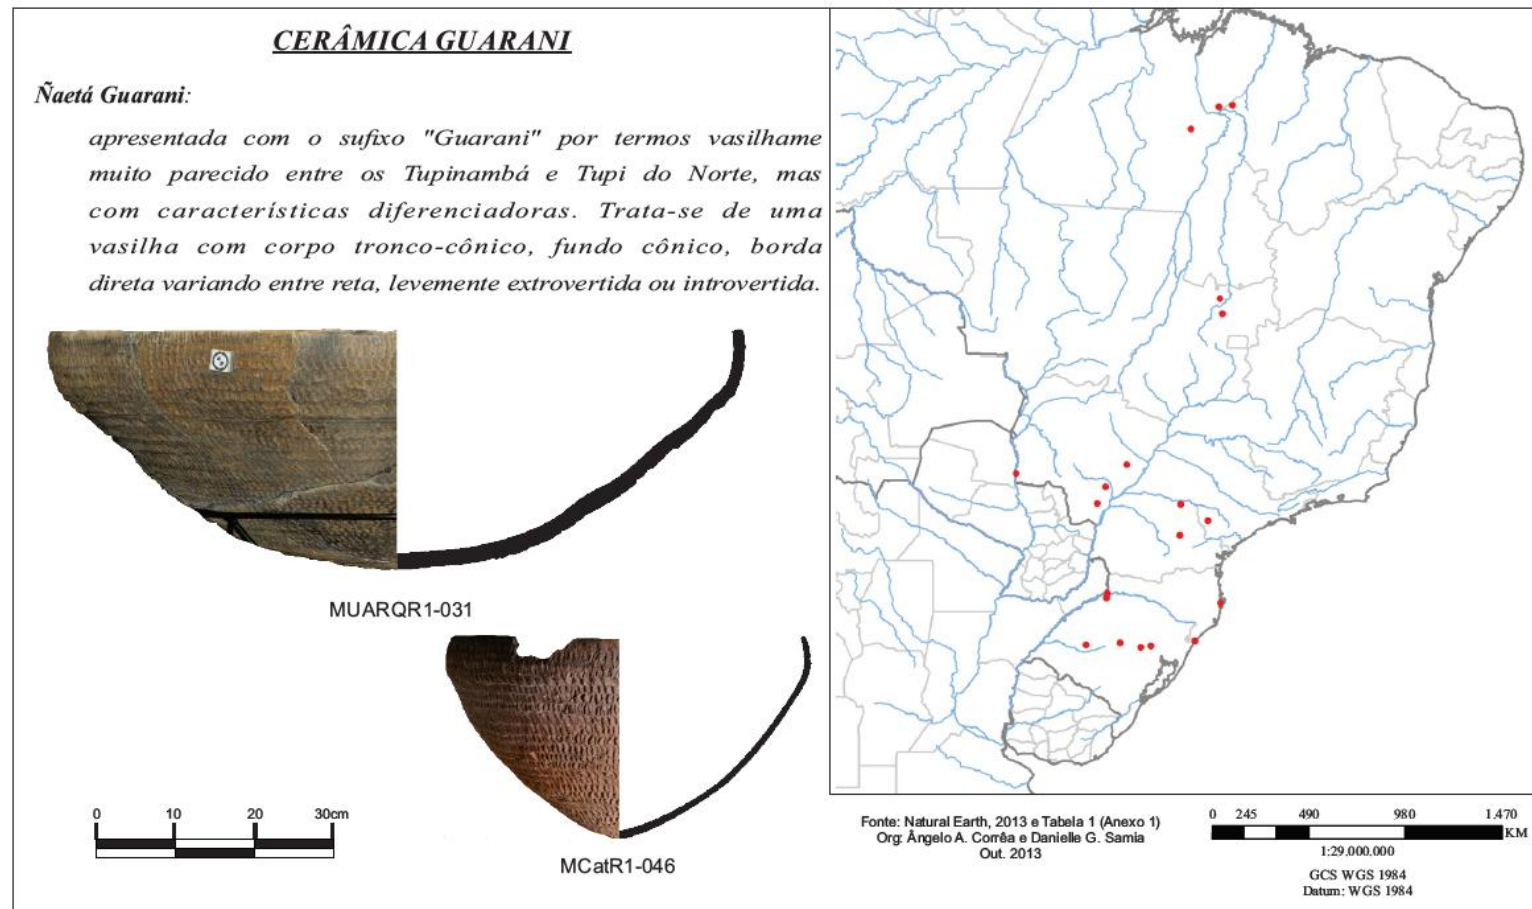 CERÂMICA GUARANI
Ñaetá Guarani:
apresentada com o sufixo "Guarani" por termos vasilhame
muito parecido entre os Tupinambá e Tupi do Norte, mas
com características diferenciadoras. Trata-se de uma
vasilha com corpo tronco-cônico, fundo cônico, borda
direta variando entre reta, levemente extrovertida ou introvertida.
MUARQR1-031
MCatR1-046
0 10 20 30cm
Fonte: Natural Earth, 2013 e Tabela 1 (Anexo 1)
Org: Ângelo A. Corrêa e Danielle G. Samia
Out. 2013
0 245 490 980 1.470
KM
1:29.000.000
GCS WGS 1984
Datum: WGS 1984